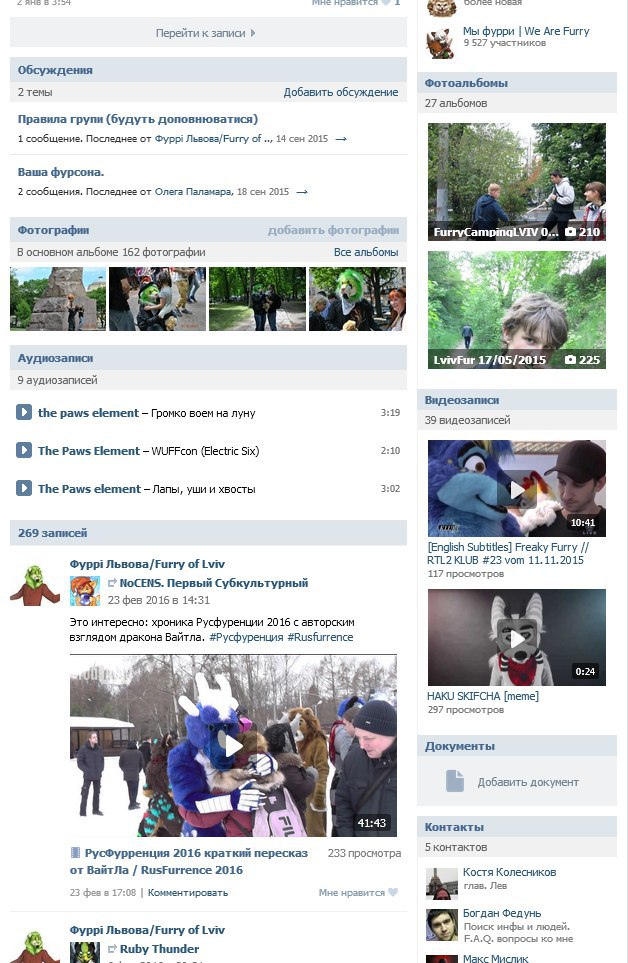 2 янв в 3:54
Мне нравится 1
Перейти к записи
Обсуждения
2 темы
Добавить обсуждение
Правила групи (будуть доповнюватися)
1 сообщение. Последнее от Фуррі Львова/Furry of .., 14 сен 2015 →
Ваша фурсона.
2 сообщения. Последнее от Олега Паламара, 18 сен 2015 →
Фотографии
добавить фотографии
В основном альбоме 162 фотографии
Все альбомы
Аудиозаписи
9 аудиозаписей
the paws element – Громко воем на луну
3:19
The Paws Element – WUFFcon (Electric Six)
2:10
The Paws element – Лапы, уши и хвосты
3:02
269 записей
Фуррі Львова/Furry of Lviv
NoCENS. Первый Субкультурный
23 фев 2016 в 14:31
Это интересно: хроника Русфуренции 2016 с авторским
взглядом дракона Вайтла. #Русфуренция #Rusfurrence
41:43
РусФурренция 2016 краткий пересказ
от ВайтЛа / RusFurrence 2016
233 просмотра
23 фев в 17:08 | Комментировать
Мне нравится
Фуррі Львова/Furry of Lviv
Ruby Thunder
более новая
Мы фурри | We Are Furry
9 527 участников
Фотоальбомы
27 альбомов
FurryCampingLVIV 0...
210
LvivFur 17/05/2015
225
Видеозаписи
39 видеозаписей
10:41
[English Subtitles] Freaky Furry //
RTL2 KLUB #23 vom 11.11.2015
117 просмотров
0:24
HAKU SKIFCHA [meme]
297 просмотров
Документы
Добавить документ
Контакты
5 контактов
Костя Колесников
глав. Лев
Богдан Федунь
Поиск инфы и людей.
F.A.Q. вопросы ко мне
Макс Мислик